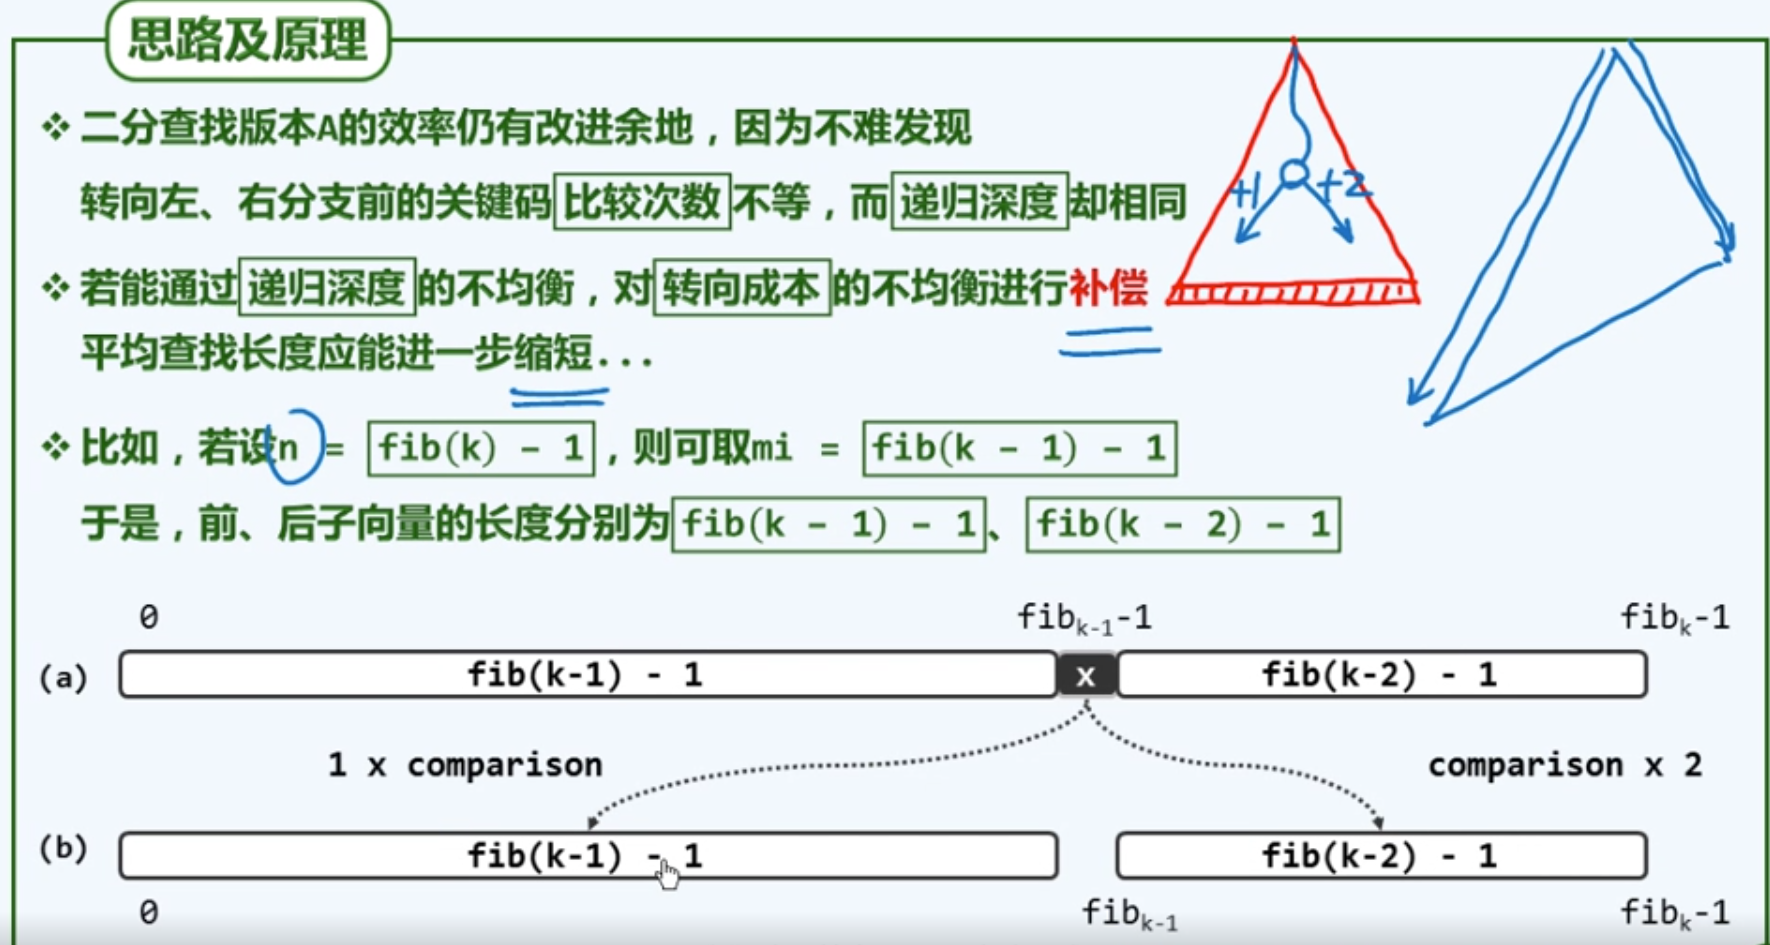 思路及原理
❖ 二分查找版本A的效率仍有改进余地，因为不难发现
转向左、右分支前的关键码 比较次数 不等，而 递归深度 却相同
+1 +2
❖ 若能通过 递归深度 的不均衡，对 转向成本 的不均衡进行补偿
平均查找长度应能进一步缩短...
❖ 比如，若设n = fib(k) - 1，则可取mi = fib(k - 1) - 1
于是，前、后子向量的长度分别为 fib(k - 1) - 1、fib(k - 2) - 1
0 fibₖ₋₁-1 fibₖ-1
(a) fib(k-1) - 1 x fib(k-2) - 1
1 x comparison comparison x 2
(b) fib(k-1) - 1 fib(k-2) - 1
0 fibₖ₋₁ fibₖ-1